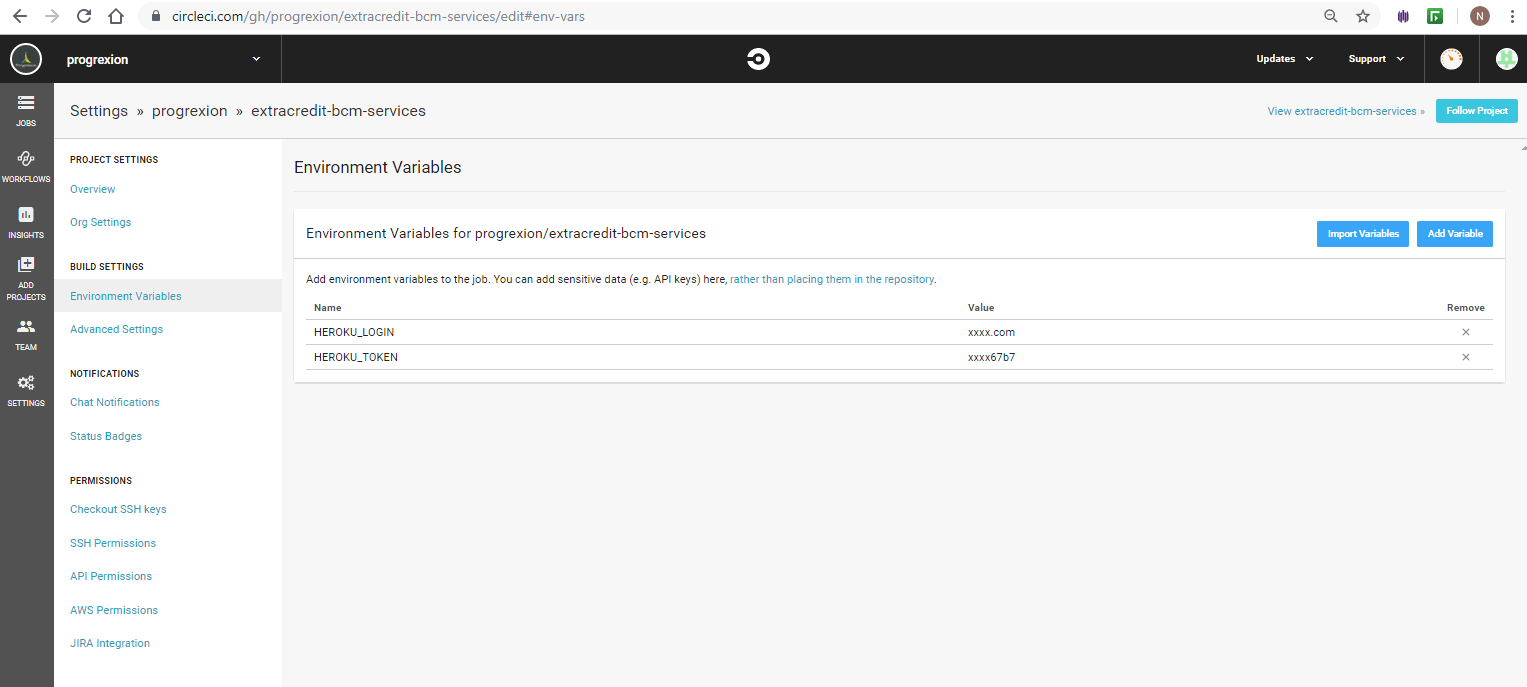 circleci.com/gh/progrexion/extracredit-bcm-services/edit#env-vars
N
progrexion
Updates
Support
JOBS
WORKFLOWS
INSIGHTS
ADD
PROJECTS
TEAM
SETTINGS
Settings » progrexion » extracredit-bcm-services
View extracredit-bcm-services »
Follow Project
PROJECT SETTINGS
Overview
Org Settings
BUILD SETTINGS
Environment Variables
Advanced Settings
NOTIFICATIONS
Chat Notifications
Status Badges
PERMISSIONS
Checkout SSH keys
SSH Permissions
API Permissions
AWS Permissions
JIRA Integration
Environment Variables
Environment Variables for progrexion/extracredit-bcm-services
Import Variables
Add Variable
Add environment variables to the job. You can add sensitive data (e.g. API keys) here, rather than placing them in the repository.
Name Value Remove
HEROKU_LOGIN xxxx.com
HEROKU_TOKEN xxxx67b7